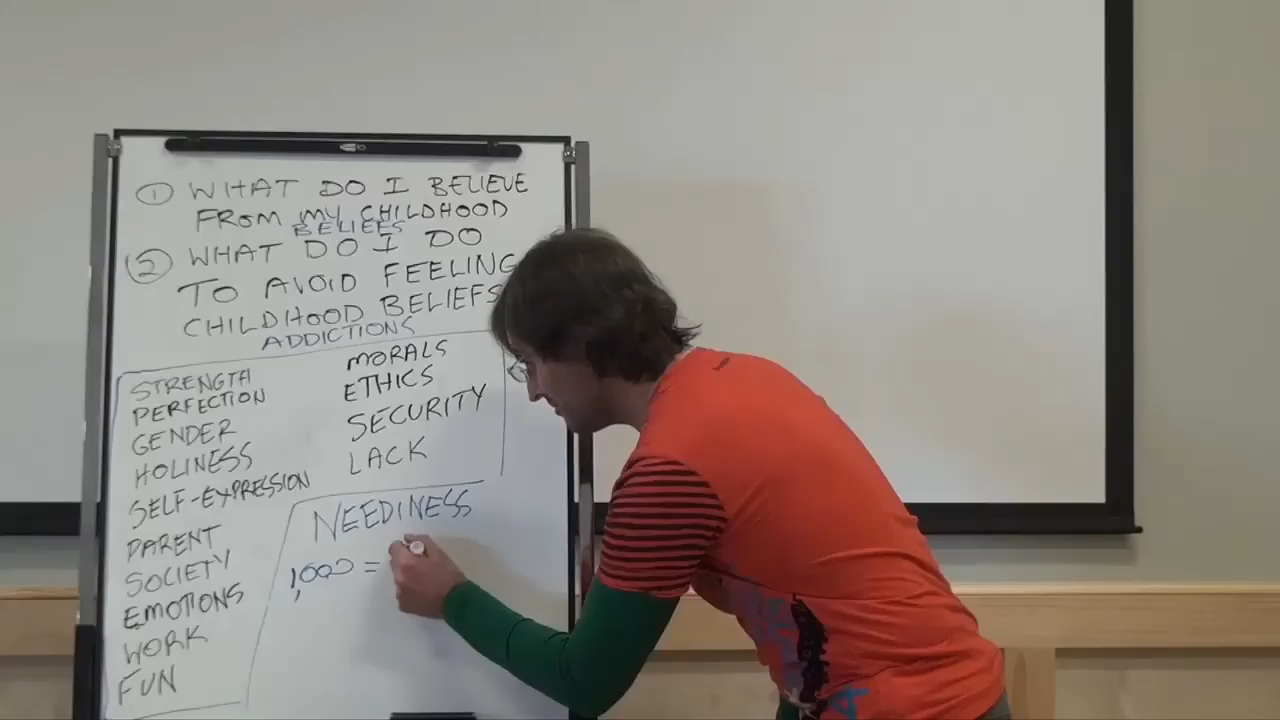 ① WHAT DO I BELIEVE
FROM MY CHILDHOOD
BELIEFS
② WHAT DO I DO
TO AVOID FEELING
CHILDHOOD BELIEFS
ADDICTIONS
STRENGTH
PERFECTION
GENDER
HOLINESS
SELF-EXPRESSION
PARENT
SOCIETY
EMOTIONS
WORK
FUN
MORALS
ETHICS
SECURITY
LACK
NEEDINESS
1,000 =